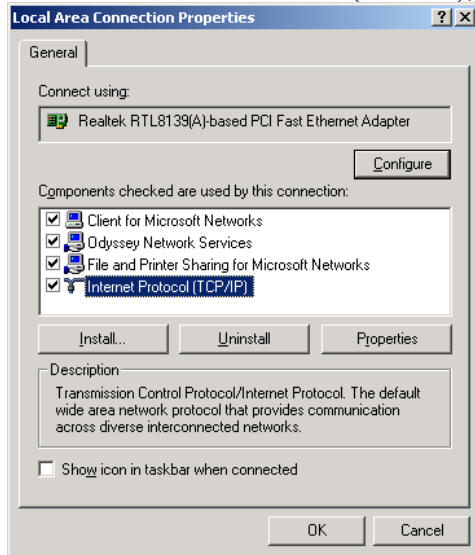 Local Area Connection Properties
General
Connect using:
Realtek RTL8139(A)-based PCI Fast Ethernet Adapter
Configure
Components checked are used by this connection:
Client for Microsoft Networks
Odyssey Network Services
File and Printer Sharing for Microsoft Networks
Internet Protocol (TCP/IP)
Install... Uninstall Properties
Description
Transmission Control Protocol/Internet Protocol. The default
wide area network protocol that provides communication
across diverse interconnected networks.
Show icon in taskbar when connected
OK Cancel